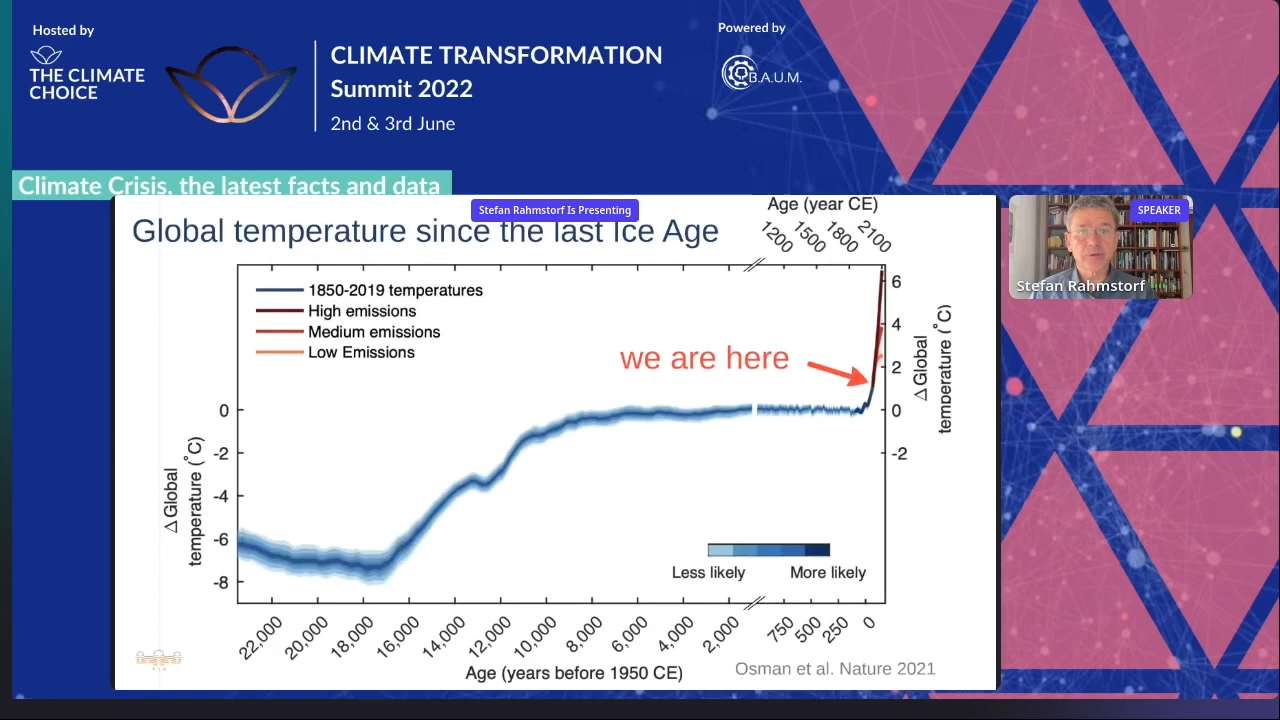 Hosted by
THE CLIMATE
CHOICE
CLIMATE TRANSFORMATION
Summit 2022
2nd & 3rd June
Powered by
B.A.U.M.
Climate Crisis, the latest facts and data
Stefan Rahmstorf Is Presenting
SPEAKER
Stefan Rahmstorf
Global temperature since the last Ice Age
Age (year CE)
1200 1500 1800 2100
1850-2019 temperatures
High emissions
Medium emissions
Low Emissions
we are here
6
4
2
0
-2
△ Global
temperature (°C)
0
-2
-4
-6
-8
△ Global
temperature (°C)
Less likely More likely
22,000 20,000 18,000 16,000 14,000 12,000 10,000 8,000 6,000 4,000 2,000 750 500 250 0
Age (years before 1950 CE)
Osman et al. Nature 2021